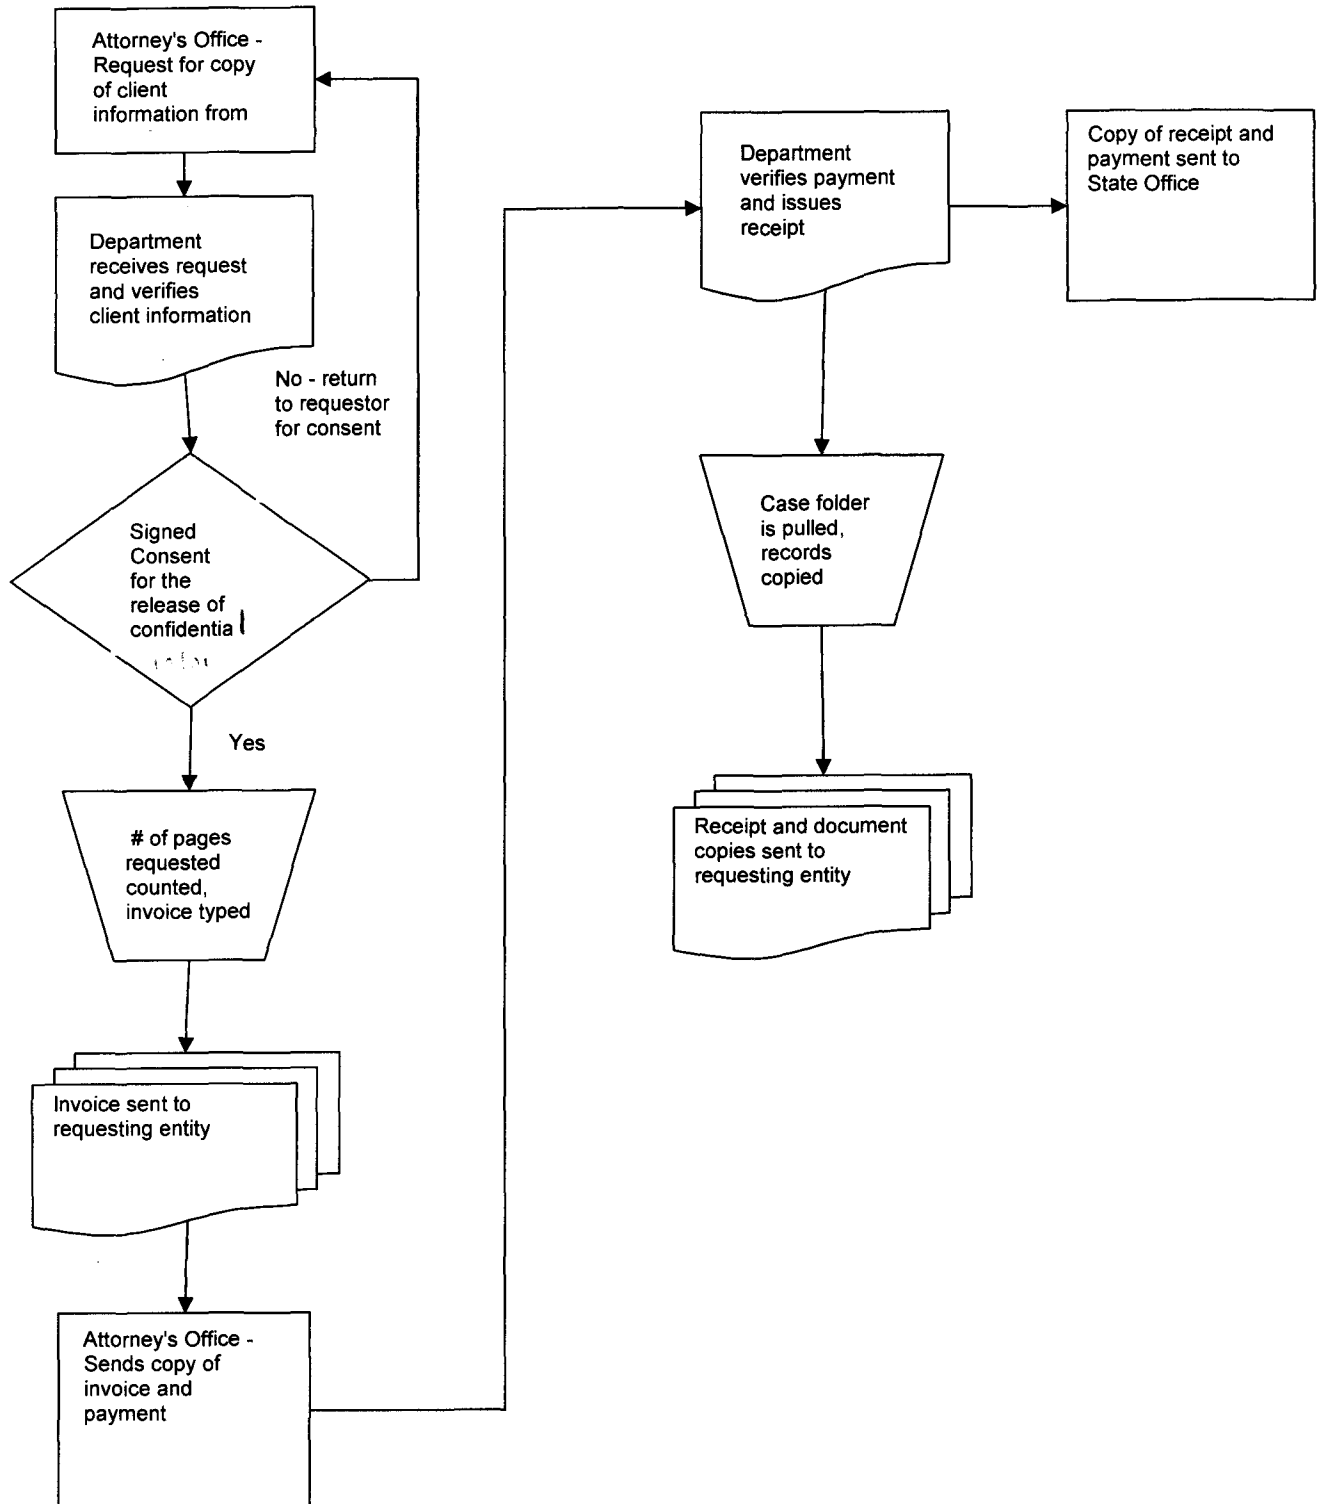 Attorney's Office -
Request for copy
of client
information from
Department
receives request
and verifies
client information
No - return
to requestor
for consent
Signed
Consent
for the
release of
confidential
Yes
# of pages
requested
counted,
invoice typed
Invoice sent to
requesting entity
Attorney's Office -
Sends copy of
invoice and
payment
Department
verifies payment
and issues
receipt
Copy of receipt and
payment sent to
State Office
Case folder
is pulled,
records
copied
Receipt and document
copies sent to
requesting entity